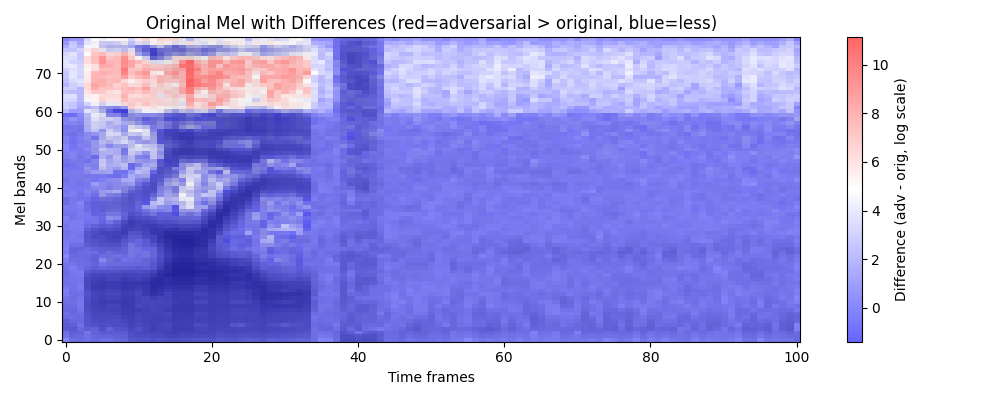 Original Mel with Differences (red=adversarial > original, blue=less)
Mel bands
70
60
50
40
30
20
10
0
0 20 40 60 80 100
Time frames
10
8
6
4
2
0
Difference (adv - orig, log scale)